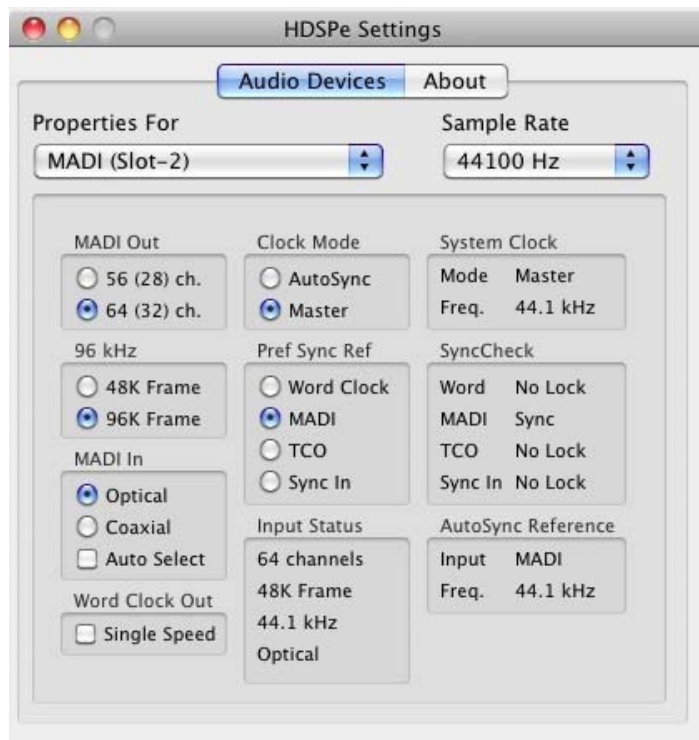 HDSPe Settings
Audio Devices
About
Properties For
MADI (Slot-2)
Sample Rate
44100 Hz
MADI Out
56 (28) ch.
64 (32) ch.
96 kHz
48K Frame
96K Frame
MADI In
Optical
Coaxial
Auto Select
Word Clock Out
Single Speed
Clock Mode
AutoSync
Master
Pref Sync Ref
Word Clock
MADI
TCO
Sync In
Input Status
64 channels
48K Frame
44.1 kHz
Optical
System Clock
Mode Master
Freq. 44.1 kHz
SyncCheck
Word No Lock
MADI Sync
TCO No Lock
Sync In No Lock
AutoSync Reference
Input MADI
Freq. 44.1 kHz